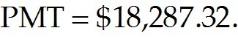 PMT = $18,287.32.